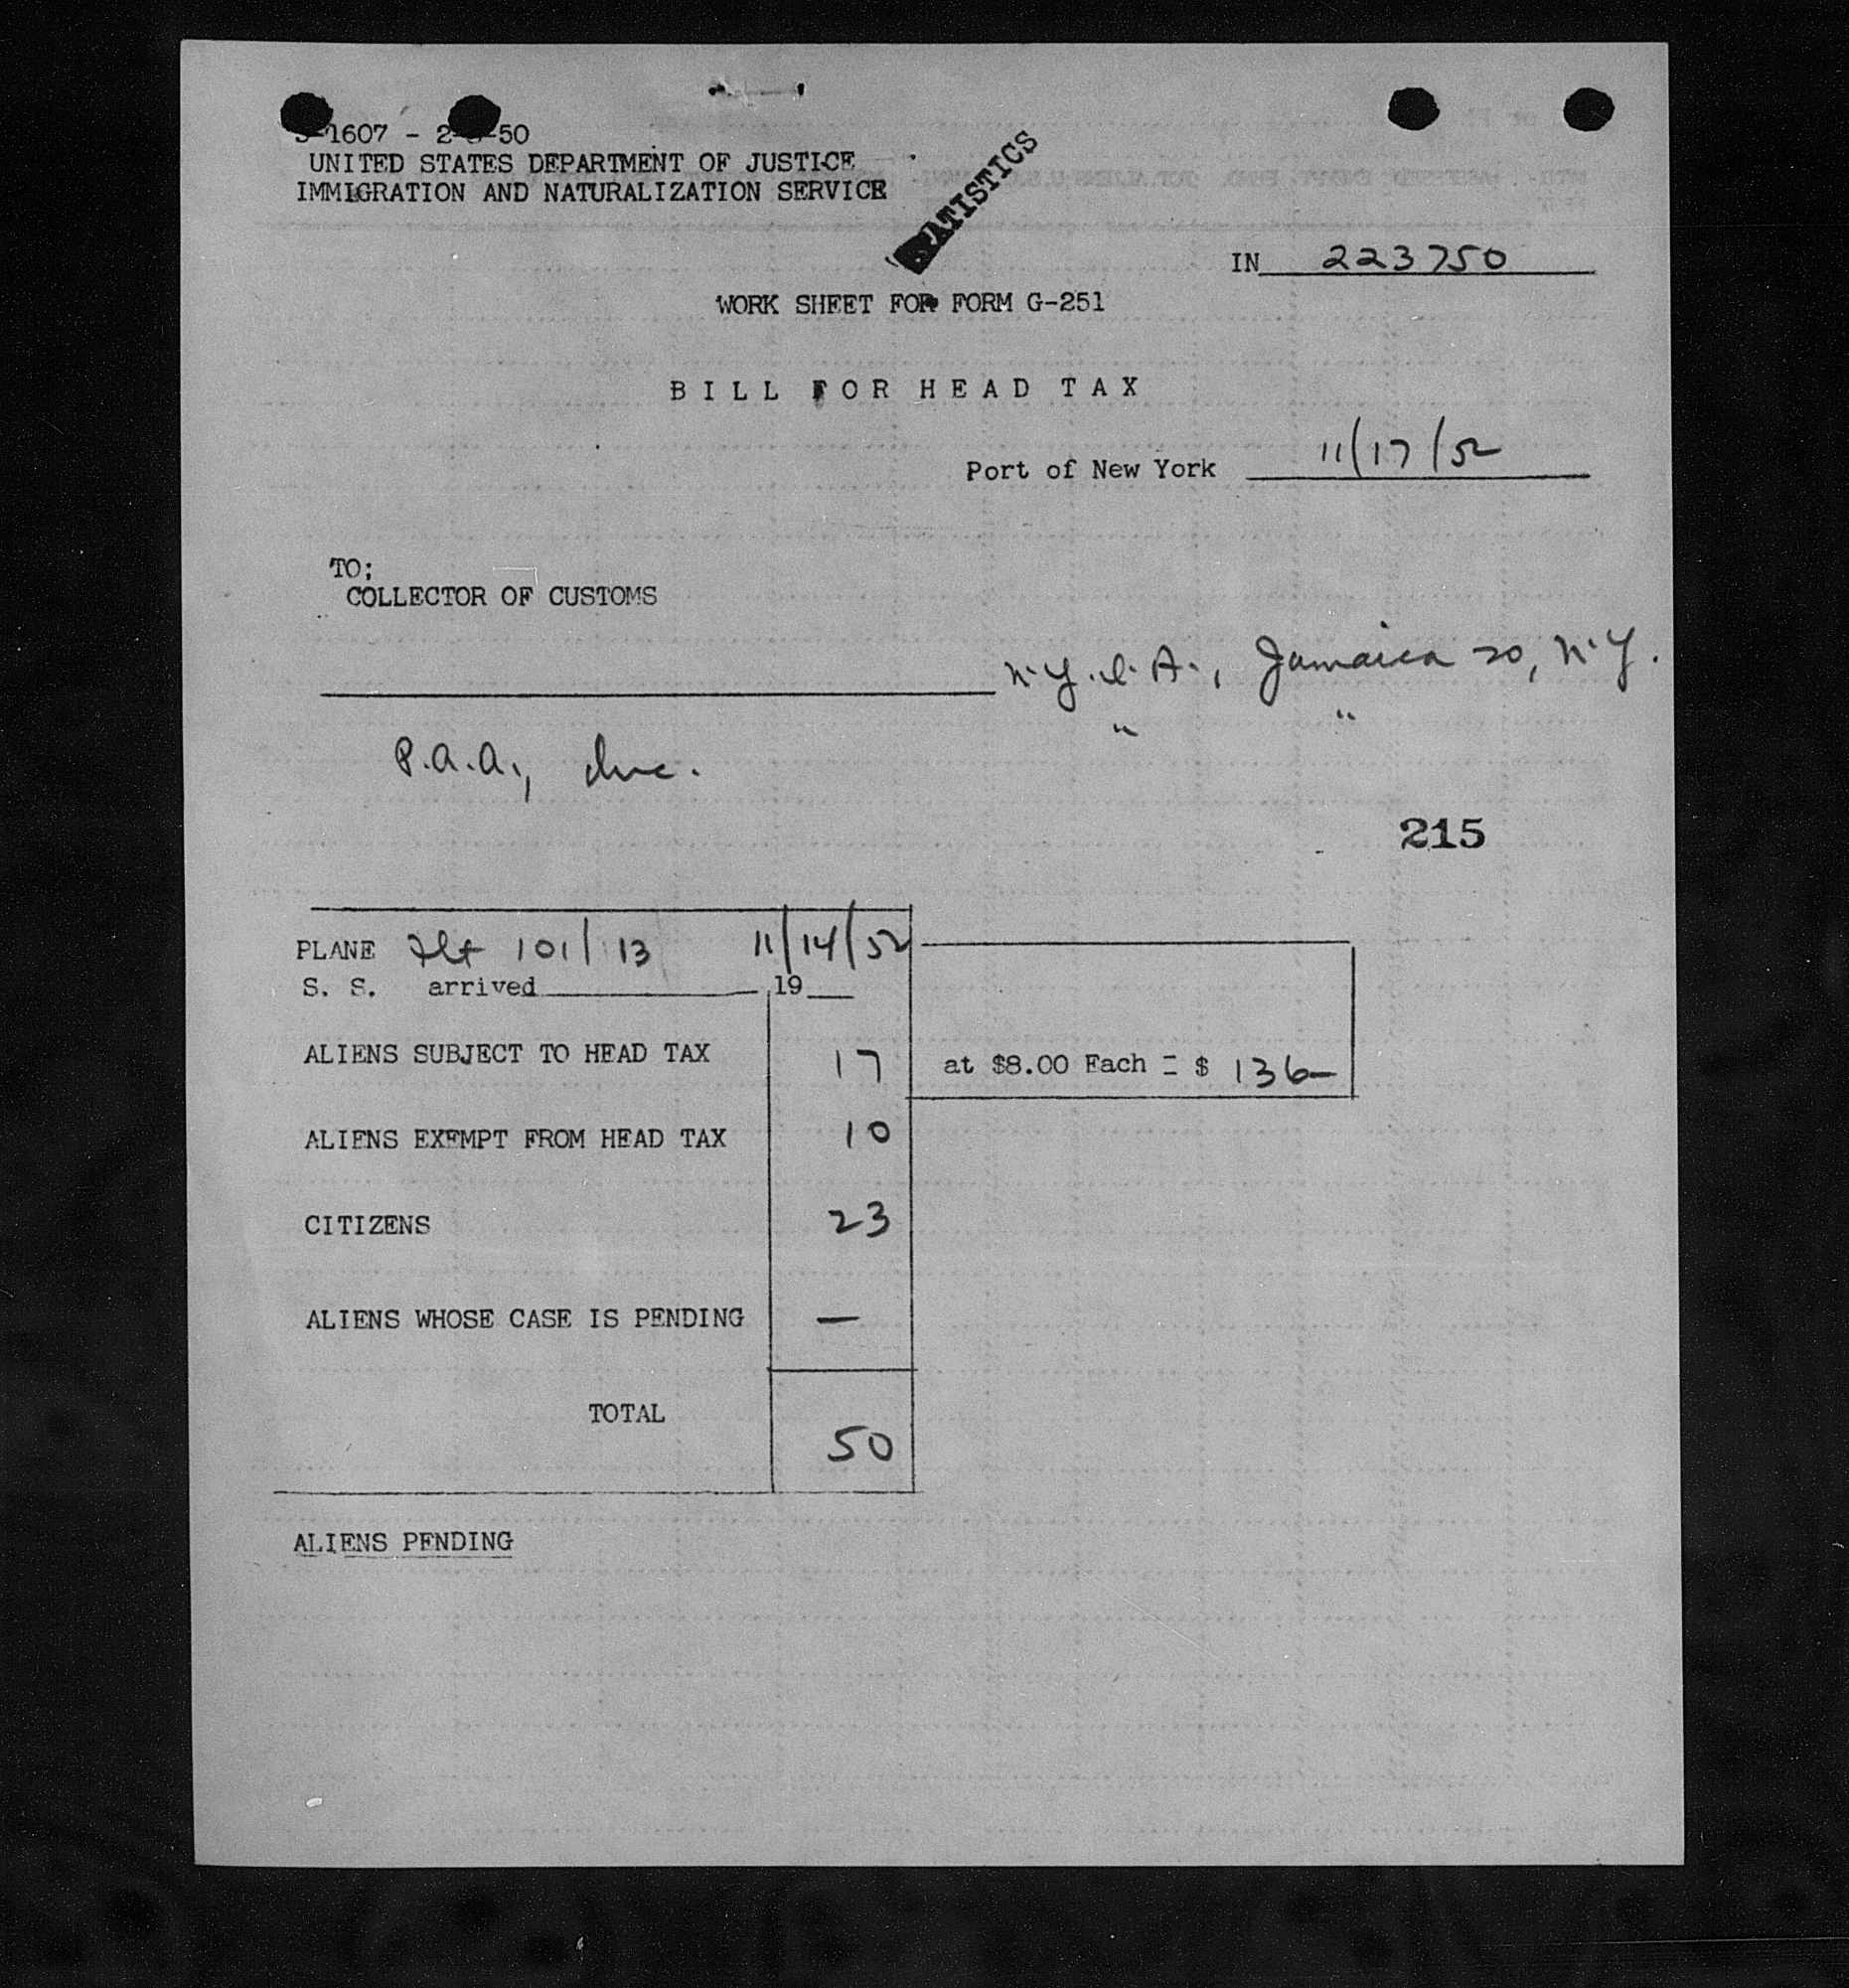 1607 - 2- -50
UNITED STATES DEPARTMENT OF JUSTICE
IMMIGRATION AND NATURALIZATION SERVICE
ATISTICS
IN 223750
WORK SHEET FOR FORM G-251
BILL FOR HEAD TAX
Port of New York 11/17/52
TO;
COLLECTOR OF CUSTOMS
N.Y.I.A., Jamaica 20, N.Y.
" "
P.A.A., Inc.
215
PLANE Flt 101/13 11/14/52
S. S. arrived , 19
ALIENS SUBJECT TO HEAD TAX 17 at $8.00 Each = $ 136—
ALIENS EXEMPT FROM HEAD TAX 10
CITIZENS 23
ALIENS WHOSE CASE IS PENDING —
TOTAL
50
ALIENS PENDING